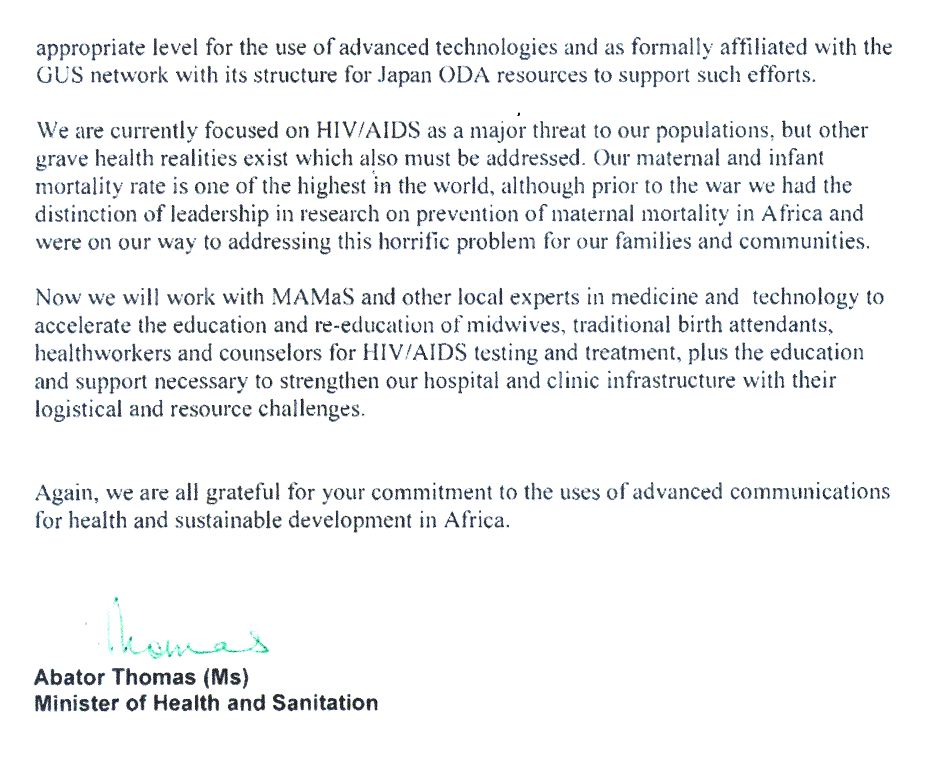 appropriate level for the use of advanced technologies and as formally affiliated with the
GUS network with its structure for Japan ODA resources to support such efforts.
We are currently focused on HIV/AIDS as a major threat to our populations, but other
grave health realities exist which also must be addressed. Our maternal and infant
mortality rate is one of the highest in the world, although prior to the war we had the
distinction of leadership in research on prevention of maternal mortality in Africa and
were on our way to addressing this horrific problem for our families and communities.
Now we will work with MAMaS and other local experts in medicine and technology to
accelerate the education and re-education of midwives, traditional birth attendants,
healthworkers and counselors for HIV/AIDS testing and treatment, plus the education
and support necessary to strengthen our hospital and clinic infrastructure with their
logistical and resource challenges.
Again, we are all grateful for your commitment to the uses of advanced communications
for health and sustainable development in Africa.
Thomas
Abator Thomas (Ms)
Minister of Health and Sanitation